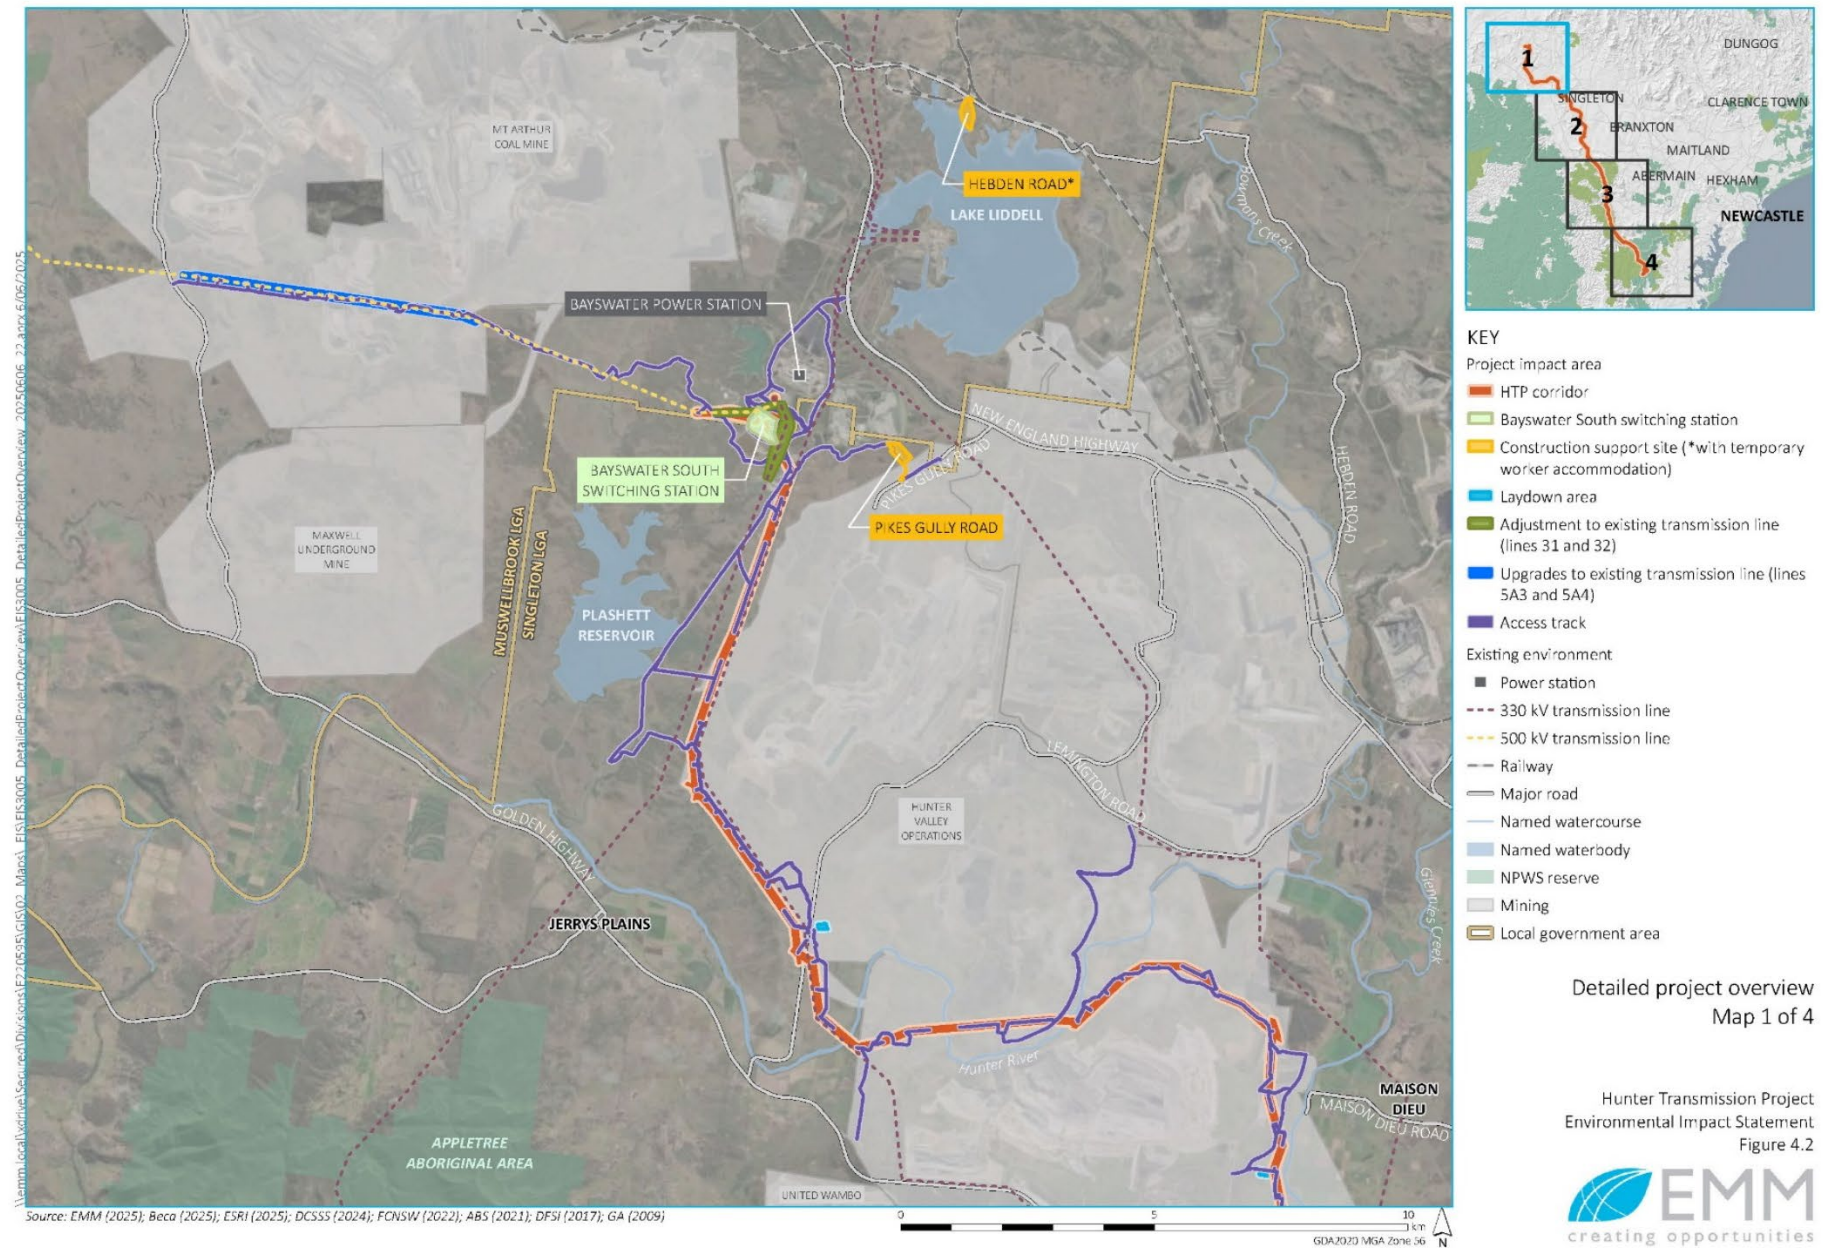 MT ARTHUR
COAL MINE
HEBDEN ROAD*
LAKE LIDDELL
Bowmans Creek
BAYSWATER POWER STATION
NEW ENGLAND HIGHWAY
HEBDEN ROAD
BAYSWATER SOUTH
SWITCHING STATION
PIKES GULLY ROAD
PIKES GULLY ROAD
MUSWELLBROOK LGA
SINGLETON LGA
MAXWELL
UNDERGROUND
MINE
PLASHETT
RESERVOIR
LEMINGTON ROAD
HUNTER
VALLEY
OPERATIONS
GOLDEN HIGHWAY
JERRYS PLAINS
Glennies Creek
Hunter River
MAISON
DIEU
MAISON DIEU ROAD
APPLETREE
ABORIGINAL AREA
UNITED WAMBO
Source: EMM (2025); Beca (2025); ESRI (2025); DCSSS (2024); FCNSW (2022); ABS (2021); DFSI (2017); GA (2009)
0 5 10
km
GDA2020 MGA Zone 56
N
DUNGOG
1
SINGLETON
CLARENCE TOWN
2
BRANXTON
MAITLAND
3
ABERMAIN
HEXHAM
NEWCASTLE
4
KEY
Project impact area
HTP corridor
Bayswater South switching station
Construction support site (*with temporary
worker accommodation)
Laydown area
Adjustment to existing transmission line
(lines 31 and 32)
Upgrades to existing transmission line (lines
5A3 and 5A4)
Access track
Existing environment
Power station
330 kV transmission line
500 kV transmission line
Railway
Major road
Named watercourse
Named waterbody
NPWS reserve
Mining
Local government area
Detailed project overview
Map 1 of 4
Hunter Transmission Project
Environmental Impact Statement
Figure 4.2
EMM
creating opportunities